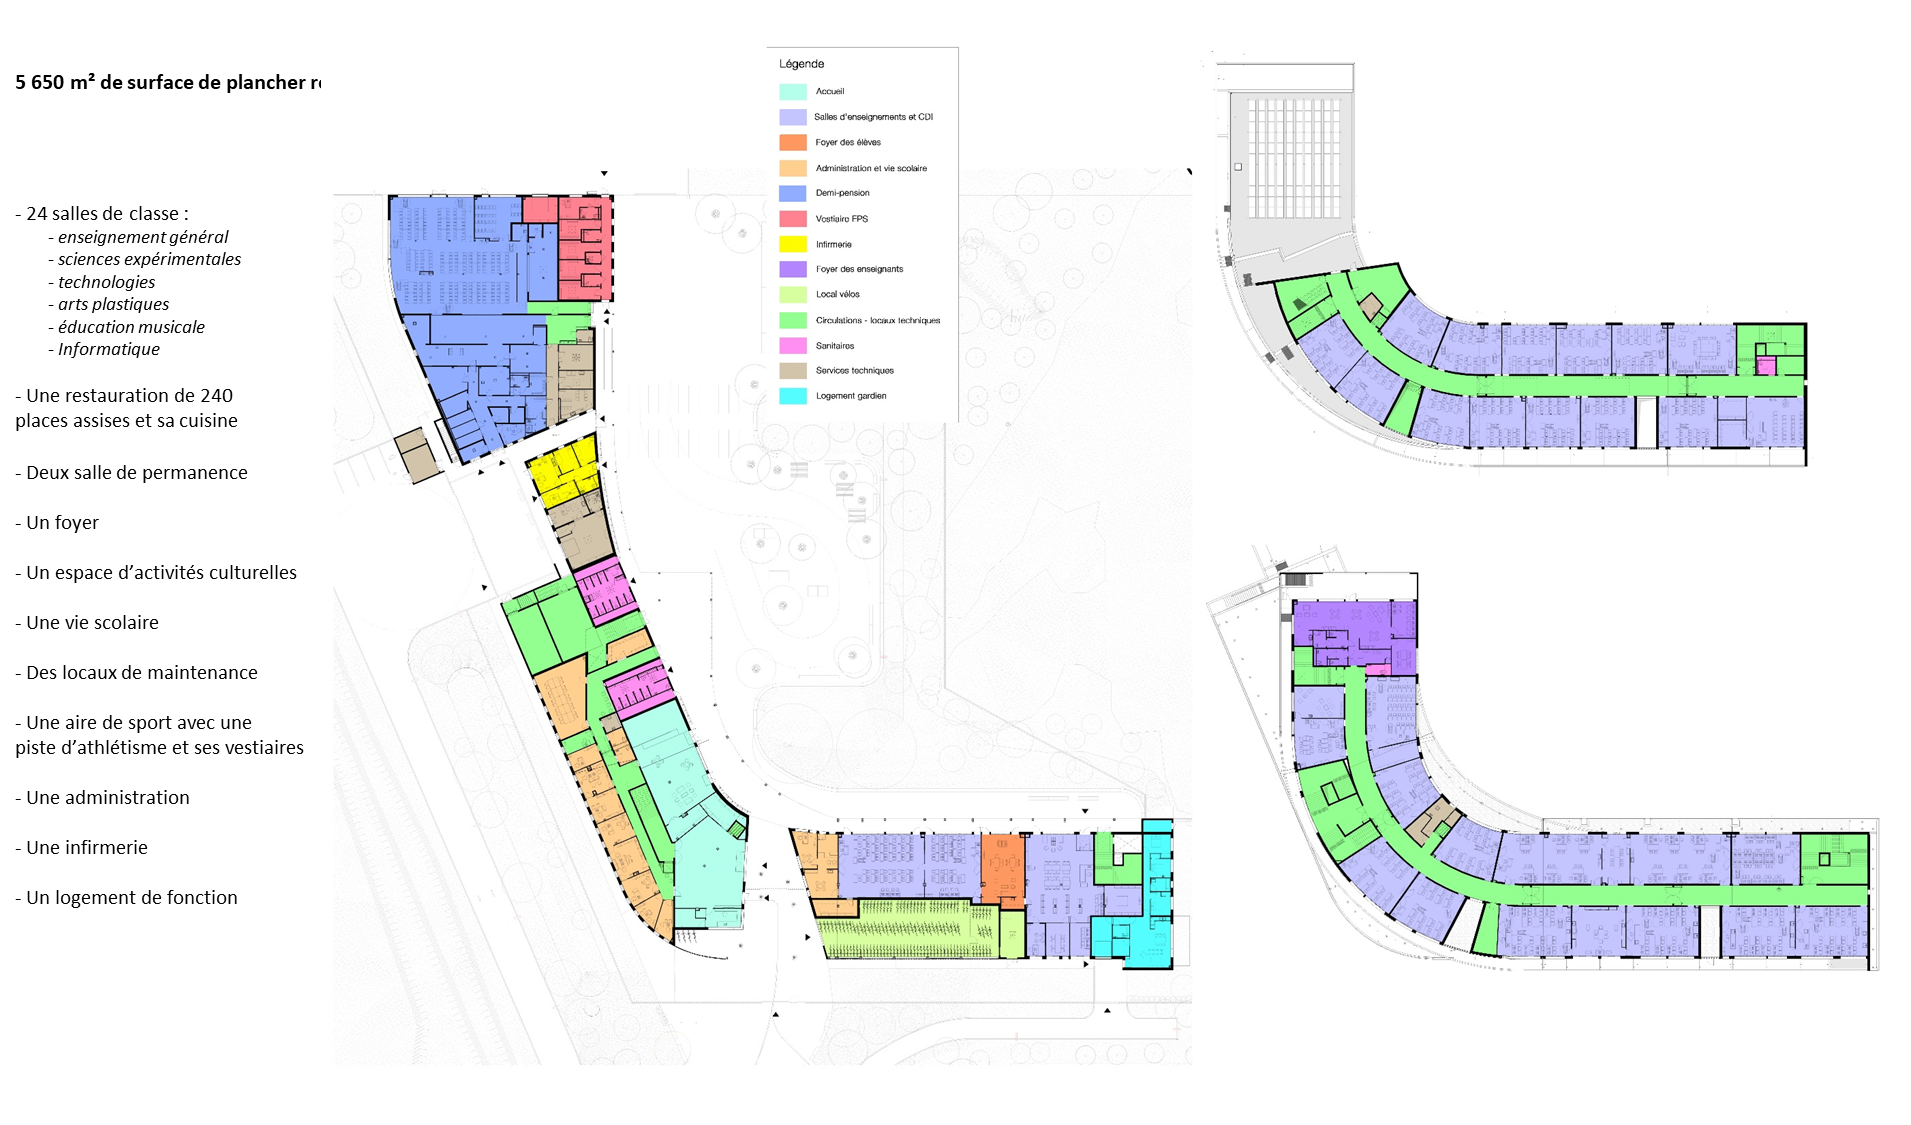 5 650 m² de surface de plancher
- 24 salles de classe :
- enseignement général
- sciences expérimentales
- technologies
- arts plastiques
- éducation musicale
- Informatique
- Une restauration de 240
places assises et sa cuisine
- Deux salle de permanence
- Un foyer
- Un espace d’activités culturelles
- Une vie scolaire
- Des locaux de maintenance
- Une aire de sport avec une
piste d’athlétisme et ses vestiaires
- Une administration
- Une infirmerie
- Un logement de fonction
Légende
Accueil
Salles d'enseignements et CDI
Foyer des élèves
Administration et vie scolaire
Demi-pension
Vestiaire FPS
Infirmerie
Foyer des enseignants
Local vélos
Circulations - locaux techniques
Sanitaires
Services techniques
Logement gardien